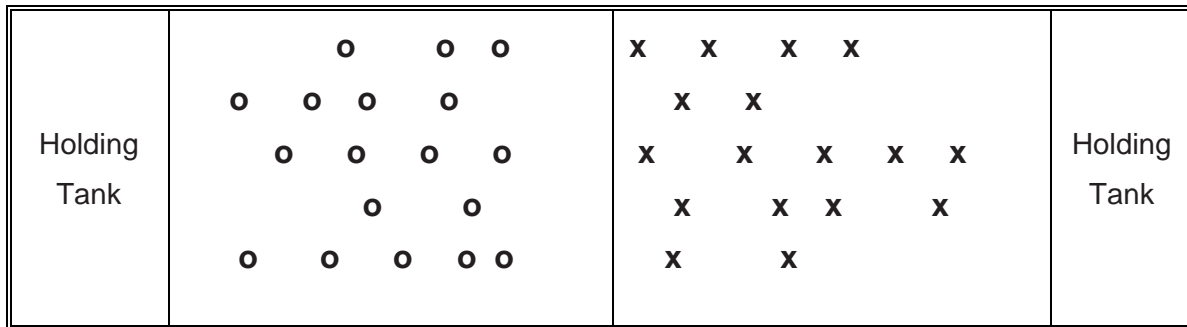 o o o x x x x
o o o o x x
Holding Tank o o o o x x x x x Holding Tank
o o x x x x
o o o o o x x